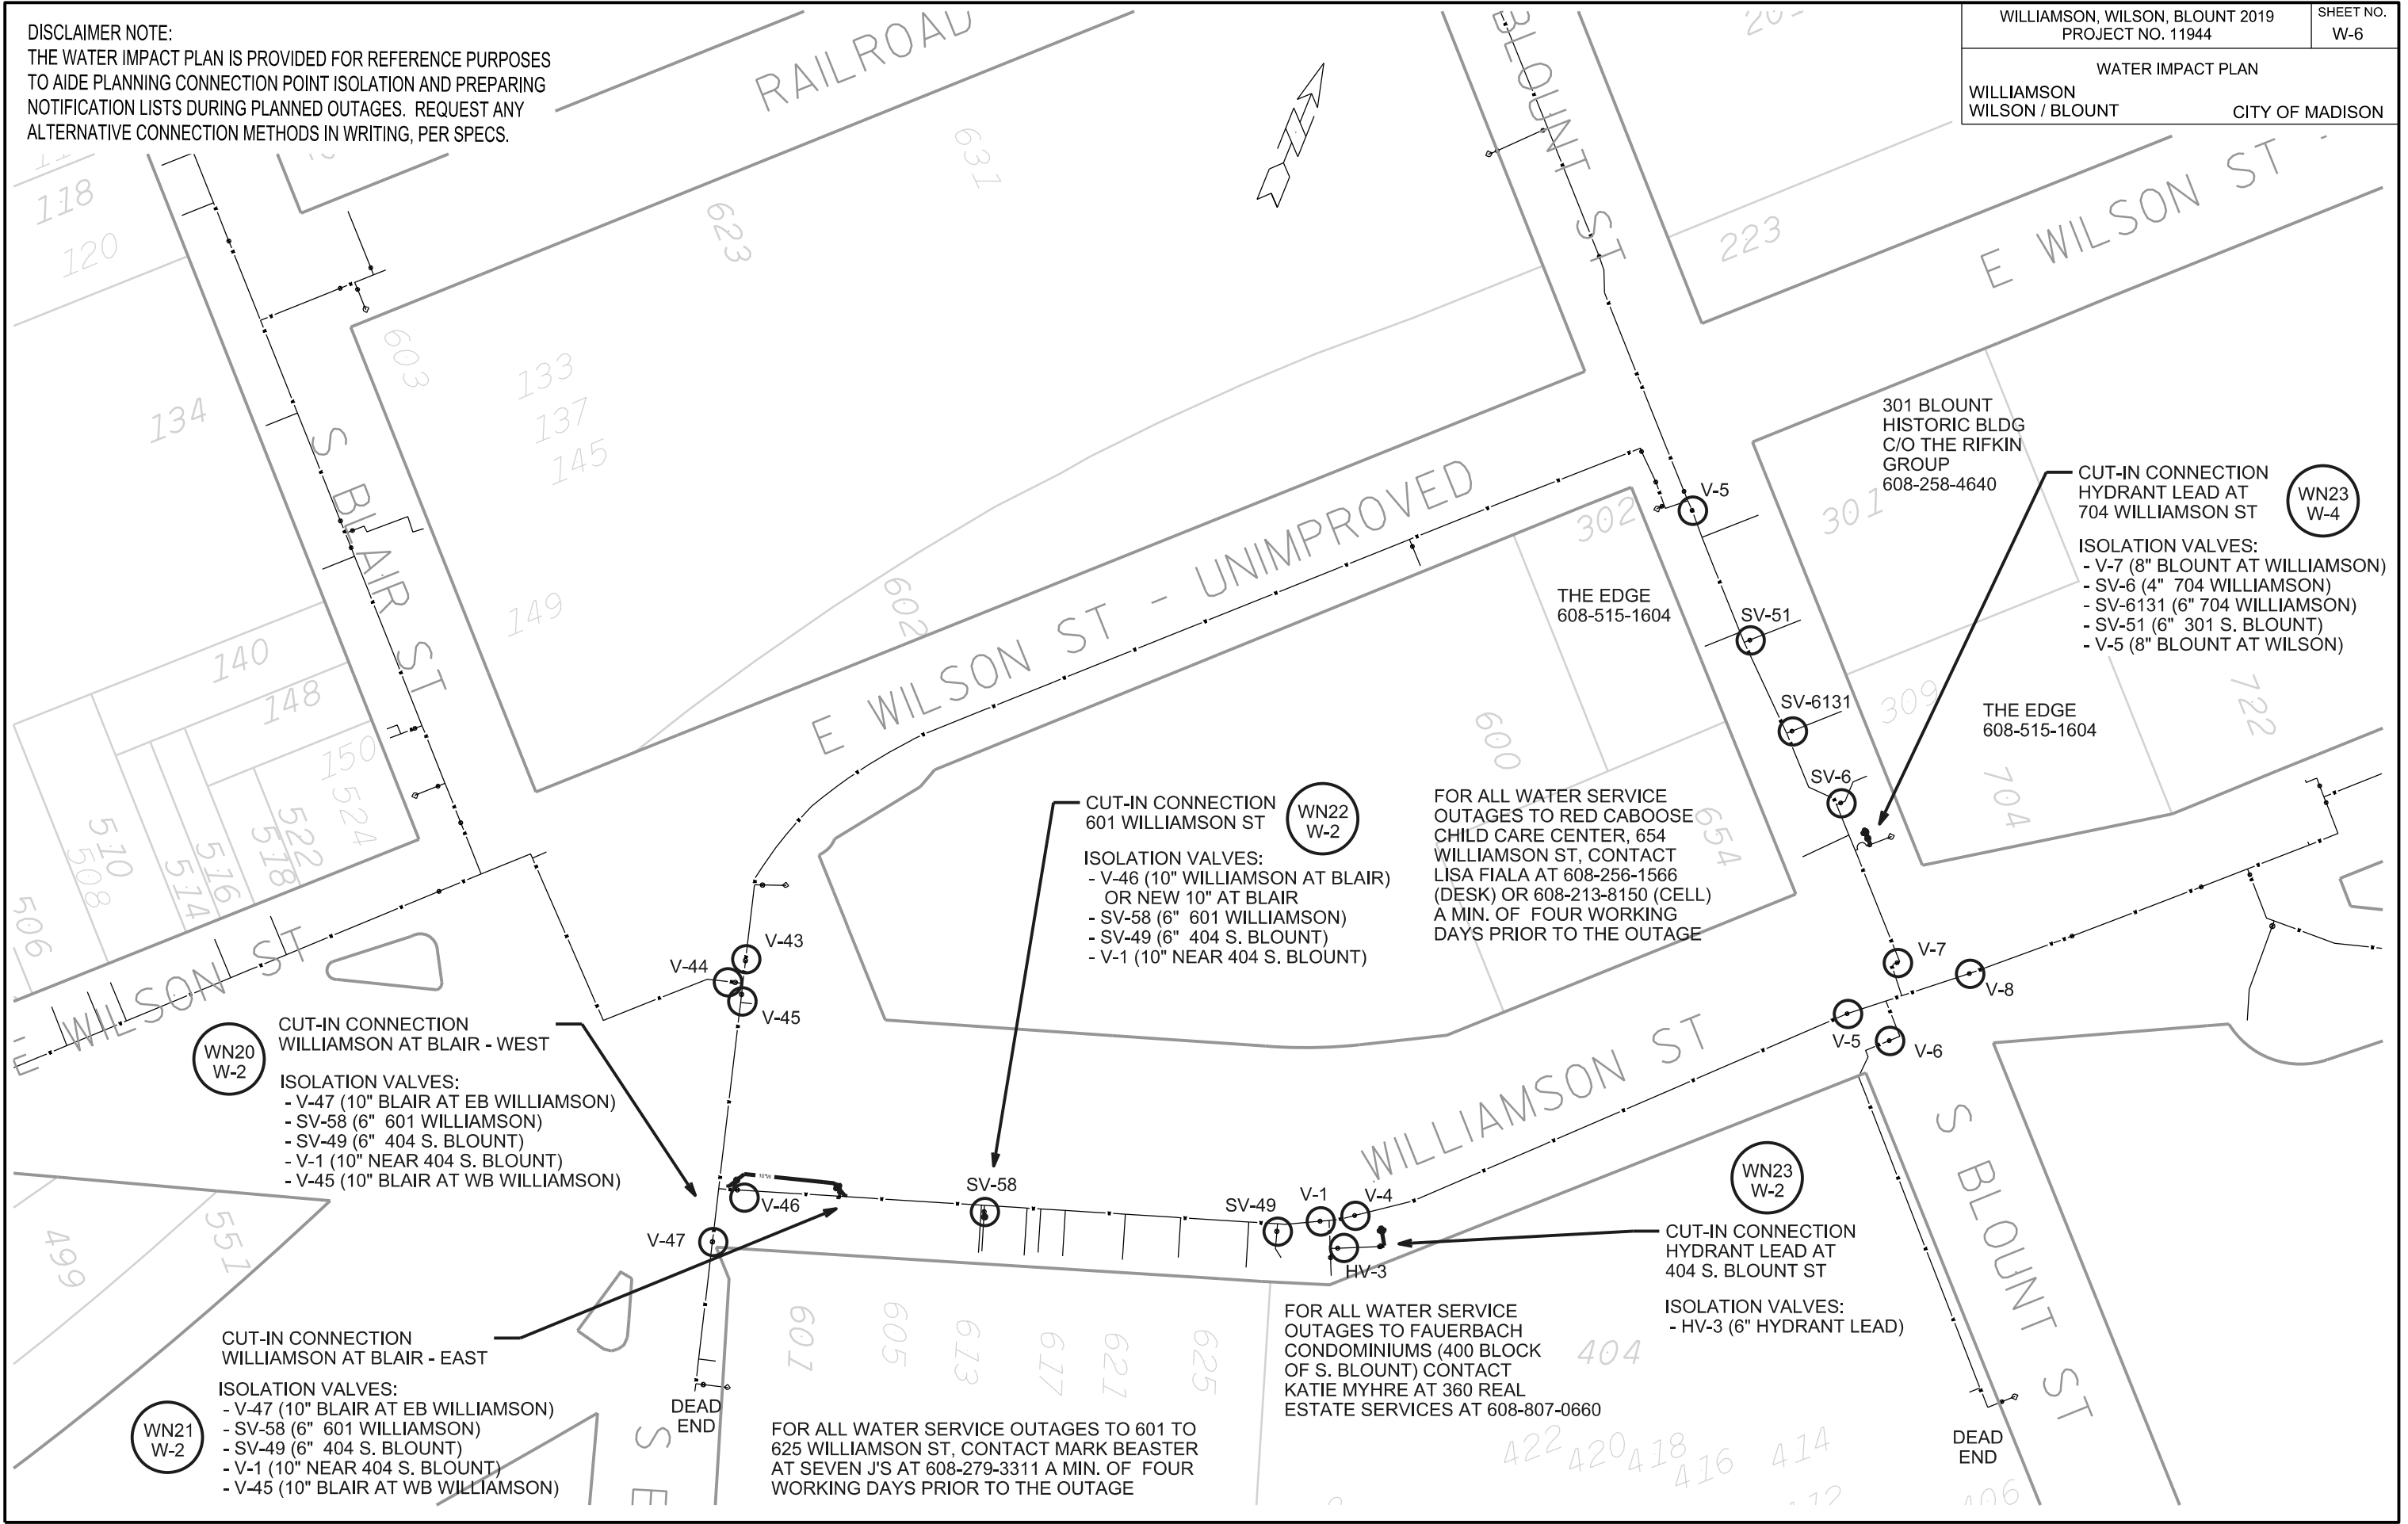 DISCLAIMER NOTE:
THE WATER IMPACT PLAN IS PROVIDED FOR REFERENCE PURPOSES
TO AIDE PLANNING CONNECTION POINT ISOLATION AND PREPARING
NOTIFICATION LISTS DURING PLANNED OUTAGES. REQUEST ANY
ALTERNATIVE CONNECTION METHODS IN WRITING, PER SPECS.
WILLIAMSON, WILSON, BLOUNT 2019
PROJECT NO. 11944
SHEET NO.
W-6
WATER IMPACT PLAN
WILLIAMSON
WILSON / BLOUNT
CITY OF MADISON
RAILROAD
BLOUNT ST
E WILSON ST -
118
120
134
603
623
631
133
137
145
149
223
S BLAIR ST
140
148
150
506
508
510
514
516
518
522
524
E WILSON ST - UNIMPROVED
602
600
302
301
309
654
704
722
301 BLOUNT
HISTORIC BLDG
C/O THE RIFKIN
GROUP
608-258-4640
CUT-IN CONNECTION
HYDRANT LEAD AT
704 WILLIAMSON ST
WN23
W-4
ISOLATION VALVES:
- V-7 (8" BLOUNT AT WILLIAMSON)
- SV-6 (4" 704 WILLIAMSON)
- SV-6131 (6" 704 WILLIAMSON)
- SV-51 (6" 301 S. BLOUNT)
- V-5 (8" BLOUNT AT WILSON)
V-5
THE EDGE
608-515-1604
SV-51
SV-6131
SV-6
THE EDGE
608-515-1604
CUT-IN CONNECTION
601 WILLIAMSON ST
WN22
W-2
ISOLATION VALVES:
- V-46 (10" WILLIAMSON AT BLAIR)
OR NEW 10" AT BLAIR
- SV-58 (6" 601 WILLIAMSON)
- SV-49 (6" 404 S. BLOUNT)
- V-1 (10" NEAR 404 S. BLOUNT)
FOR ALL WATER SERVICE
OUTAGES TO RED CABOOSE
CHILD CARE CENTER, 654
WILLIAMSON ST, CONTACT
LISA FIALA AT 608-256-1566
(DESK) OR 608-213-8150 (CELL)
A MIN. OF FOUR WORKING
DAYS PRIOR TO THE OUTAGE
V-43
V-44
V-45
V-7
V-8
V-5
V-6
E WILSON ST
WN20
W-2
CUT-IN CONNECTION
WILLIAMSON AT BLAIR - WEST
ISOLATION VALVES:
- V-47 (10" BLAIR AT EB WILLIAMSON)
- SV-58 (6" 601 WILLIAMSON)
- SV-49 (6" 404 S. BLOUNT)
- V-1 (10" NEAR 404 S. BLOUNT)
- V-45 (10" BLAIR AT WB WILLIAMSON)
WILLIAMSON ST
V-46
V-47
SV-58
SV-49
V-1
V-4
HV-3
WN23
W-2
CUT-IN CONNECTION
HYDRANT LEAD AT
404 S. BLOUNT ST
ISOLATION VALVES:
- HV-3 (6" HYDRANT LEAD)
S BLOUNT ST
499
551
CUT-IN CONNECTION
WILLIAMSON AT BLAIR - EAST
WN21
W-2
ISOLATION VALVES:
- V-47 (10" BLAIR AT EB WILLIAMSON)
- SV-58 (6" 601 WILLIAMSON)
- SV-49 (6" 404 S. BLOUNT)
- V-1 (10" NEAR 404 S. BLOUNT)
- V-45 (10" BLAIR AT WB WILLIAMSON)
DEAD
END
601
605
613
617
621
625
404
FOR ALL WATER SERVICE OUTAGES TO 601 TO
625 WILLIAMSON ST, CONTACT MARK BEASTER
AT SEVEN J'S AT 608-279-3311 A MIN. OF FOUR
WORKING DAYS PRIOR TO THE OUTAGE
FOR ALL WATER SERVICE
OUTAGES TO FAUERBACH
CONDOMINIUMS (400 BLOCK
OF S. BLOUNT) CONTACT
KATIE MYHRE AT 360 REAL
ESTATE SERVICES AT 608-807-0660
422
420
418
416
414
406
DEAD
END